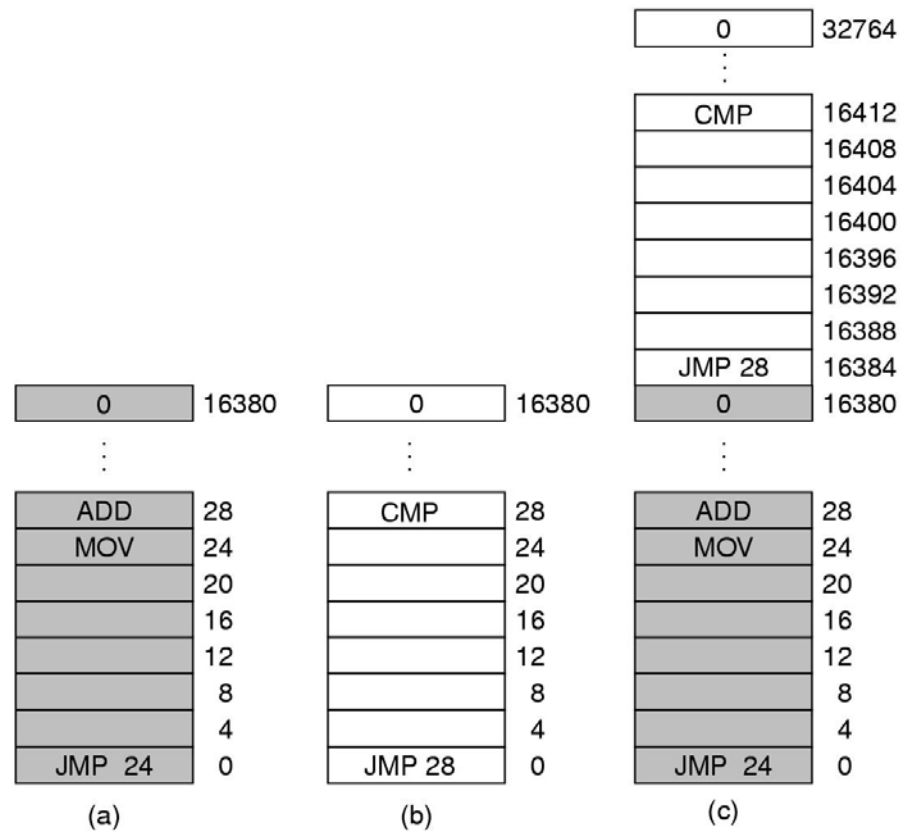 0 32764
⋮
CMP 16412
16408
16404
16400
16396
16392
16388
JMP 28 16384
0 16380 0 16380 0 16380
⋮ ⋮ ⋮
ADD 28 CMP 28 ADD 28
MOV 24 24 MOV 24
20 20 20
16 16 16
12 12 12
8 8 8
4 4 4
JMP 24 0 JMP 28 0 JMP 24 0
(a) (b) (c)